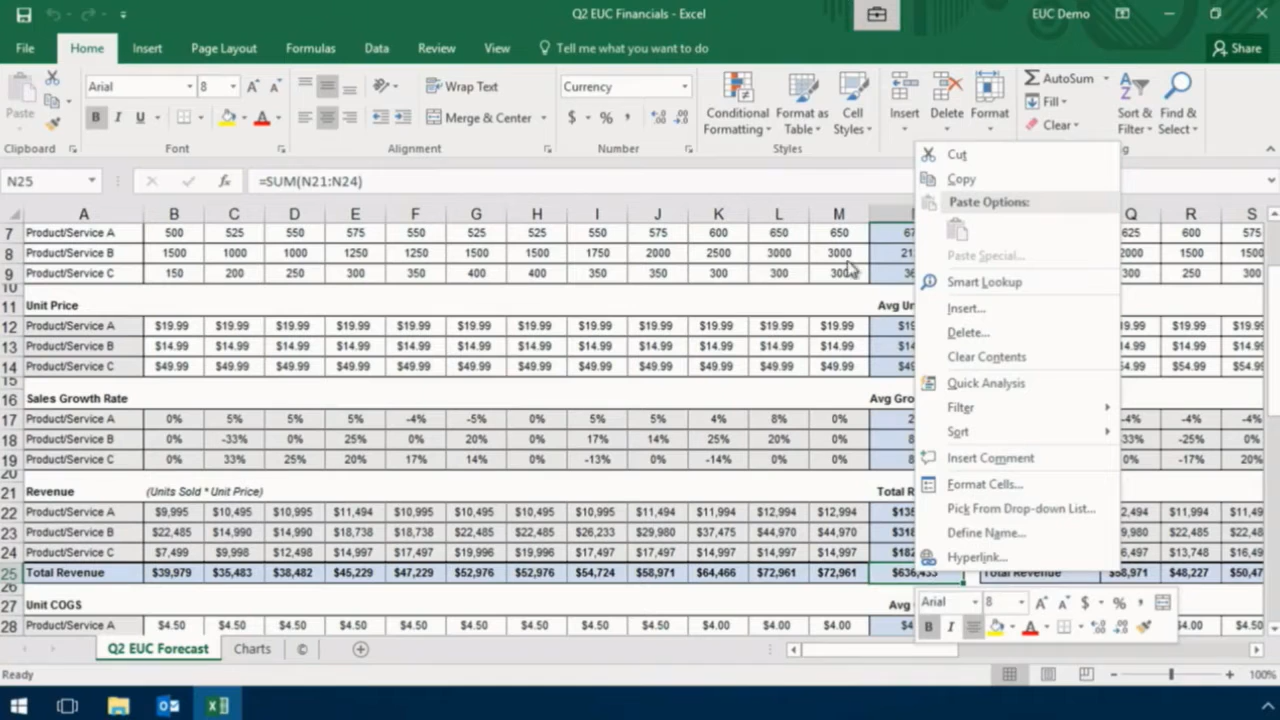 Q2 EUC Financials - Excel
EUC Demo
File Home Insert Page Layout Formulas Data Review View Tell me what you want to do Share
Paste
Clipboard
Arial 8
B I U A
Font
Wrap Text
Merge & Center
Alignment
Currency
$ % ,
Number
Conditional Formatting
Format as Table
Cell Styles
Styles
Insert Delete Format
AutoSum
Fill
Clear
Sort & Filter
Find & Select
N25 fx =SUM(N21:N24)
A B C D E F G H I J K L M Q R S
7 Product/Service A 500 525 550 575 550 525 525 550 575 600 650 650 625 600 575
8 Product/Service B 1500 1000 1000 1250 1250 1500 1500 1750 2000 2500 3000 3000 2000 1500 1500
9 Product/Service C 150 200 250 300 350 400 400 350 350 300 300 300 300 250 300
10
11 Unit Price
12 Product/Service A $19.99 $19.99 $19.99 $19.99 $19.99 $19.99 $19.99 $19.99 $19.99 $19.99 $19.99 $19.99
13 Product/Service B $14.99 $14.99 $14.99 $14.99 $14.99 $14.99 $14.99 $14.99 $14.99 $14.99 $14.99 $14.99
14 Product/Service C $49.99 $49.99 $49.99 $49.99 $49.99 $49.99 $49.99 $49.99 $49.99 $49.99 $49.99 $49.99
15
16 Sales Growth Rate
17 Product/Service A 0% 5% 5% 5% -4% -5% 0% 5% 5% 4% 8% 0% -4% -4% -4%
18 Product/Service B 0% -33% 0% 25% 0% 20% 0% 17% 14% 25% 20% 0% 33% -25% 0%
19 Product/Service C 0% 33% 25% 20% 17% 14% 0% -13% 0% -14% 0% 0% 0% -17% 20%
20
21 Revenue (Units Sold * Unit Price)
22 Product/Service A $9,995 $10,495 $10,995 $11,494 $10,995 $10,495 $10,495 $10,995 $11,494 $11,994 $12,994 $12,994
23 Product/Service B $22,485 $14,990 $14,990 $18,738 $18,738 $22,485 $22,485 $26,233 $29,980 $37,475 $44,970 $44,970
24 Product/Service C $7,499 $9,998 $12,498 $14,997 $17,497 $19,996 $19,996 $17,497 $17,497 $14,997 $14,997 $14,997
25 Total Revenue $39,979 $35,483 $38,482 $45,229 $47,229 $52,976 $52,976 $54,724 $58,971 $64,466 $72,961 $72,961 $636,433 Total Revenue $58,971 $48,227
26
27 Unit COGS
28 Product/Service A $4.50 $4.50 $4.50 $4.50 $4.50 $4.50 $4.50 $4.50 $4.50 $4.00 $4.00 $4.00
Cut
Copy
Paste Options:
Paste Special...
Smart Lookup
Insert...
Delete...
Clear Contents
Quick Analysis
Filter
Sort
Insert Comment
Format Cells...
Pick From Drop-down List...
Define Name...
Hyperlink...
Arial 8 A A $ % ,
B I A
Q2 EUC Forecast Charts ©
Ready
100%